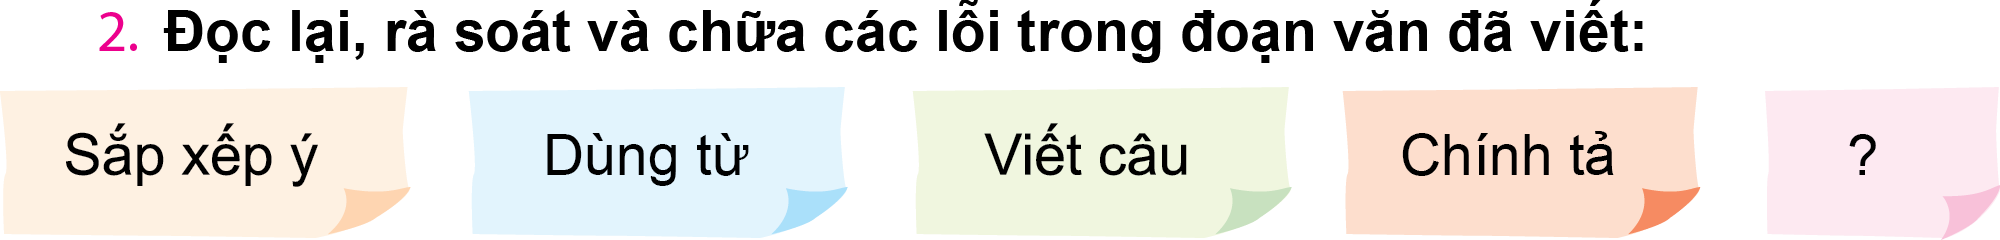 2. Đọc lại, rà soát và chữa các lỗi trong đoạn văn đã viết:
Sắp xếp ý Dùng từ Viết câu Chính tả ?